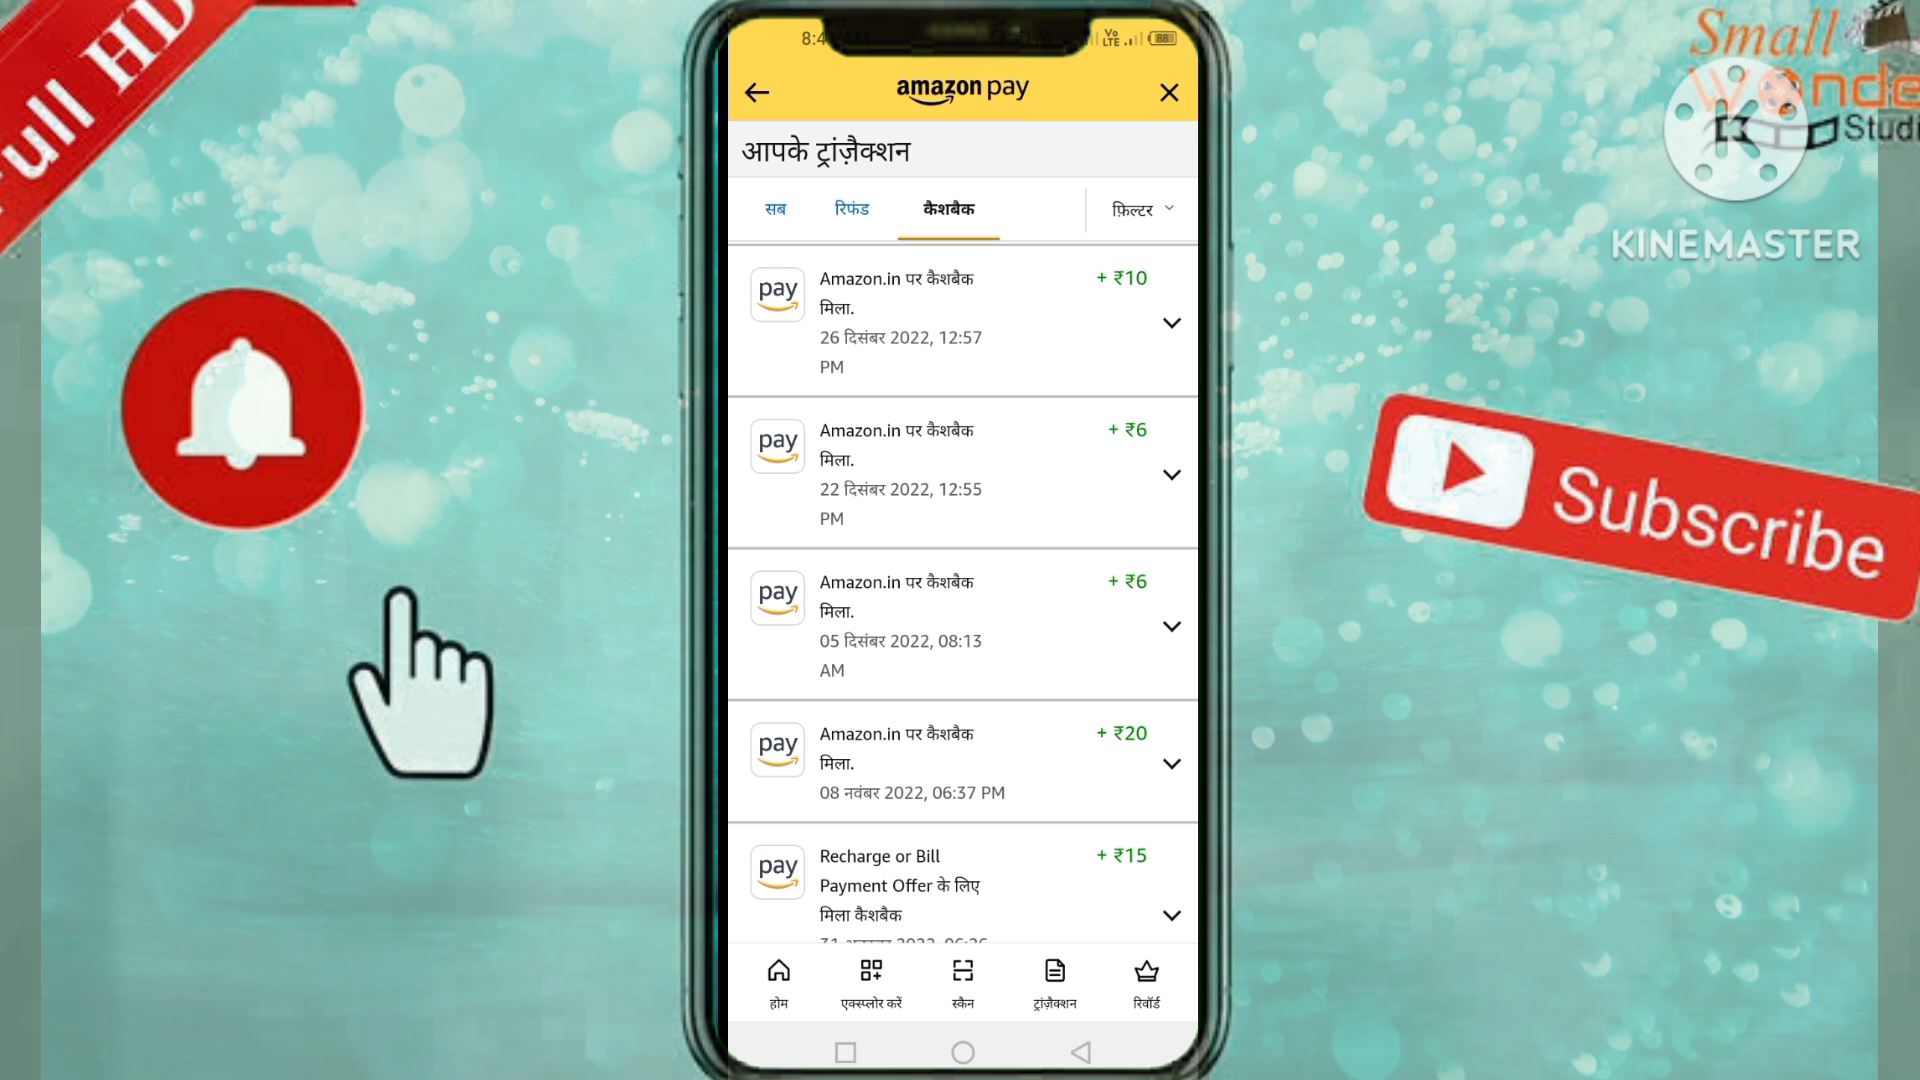 Full HD
Small
Wonde
Studi
KINEMASTER
amazon pay
आपके ट्रांज़ैक्शन
सब
रिफंड
कैशबैक
फ़िल्टर
pay
Amazon.in पर कैशबैक
मिला.
26 दिसंबर 2022, 12:57
PM
+ ₹10
pay
Amazon.in पर कैशबैक
मिला.
22 दिसंबर 2022, 12:55
PM
+ ₹6
pay
Amazon.in पर कैशबैक
मिला.
05 दिसंबर 2022, 08:13
AM
+ ₹6
pay
Amazon.in पर कैशबैक
मिला.
08 नवंबर 2022, 06:37 PM
+ ₹20
pay
Recharge or Bill
Payment Offer के लिए
मिला कैशबैक
+ ₹15
होम
एक्स्प्लोर करें
स्कैन
ट्रांज़ैक्शन
रिवॉर्ड
Subscribe